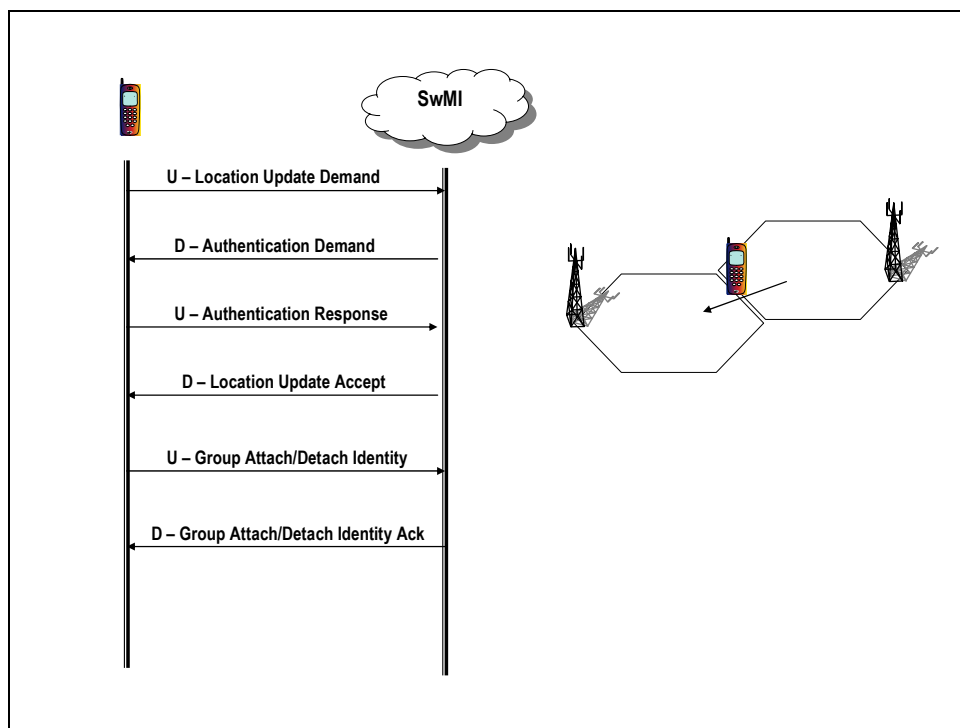 SwMI
U – Location Update Demand
D – Authentication Demand
U – Authentication Response
D – Location Update Accept
U – Group Attach/Detach Identity
D – Group Attach/Detach Identity Ack